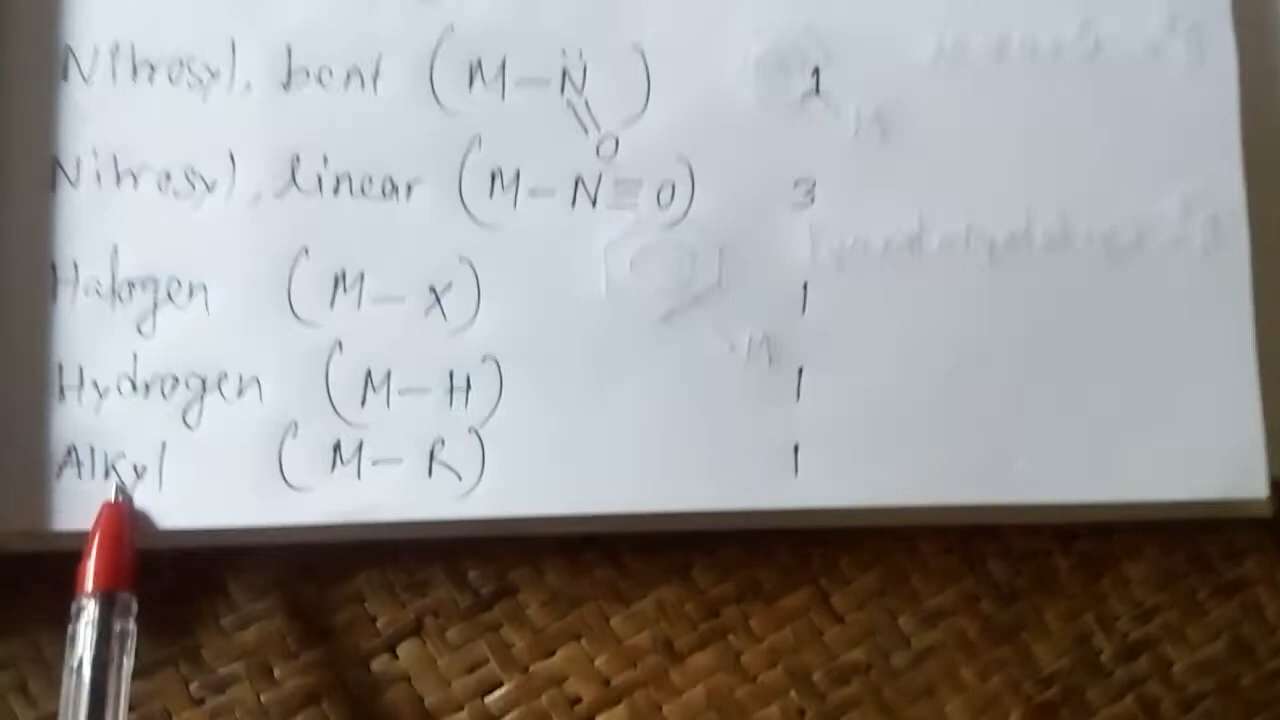 Nitrosyl, bent (M-N̈=O) 1
Nitrosyl, linear (M-N≡O) 3
Halogen (M-X) 1
Hydrogen (M-H) 1
Alkyl (M-R) 1